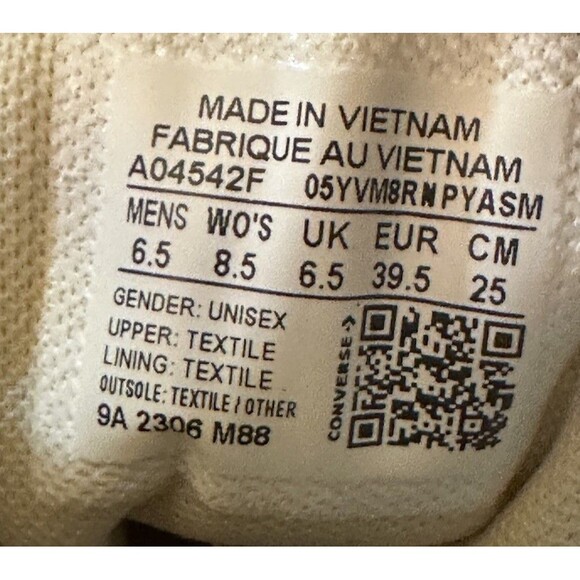 MADE IN VIETNAM
FABRIQUE AU VIETNAM
A04542F 05YVM8RNPYASM
MENS WO'S UK EUR CM
6.5 8.5 6.5 39.5 25
GENDER: UNISEX
UPPER: TEXTILE
LINING: TEXTILE
OUTSOLE: TEXTILE / OTHER
9A 2306 M88
CONVERSE